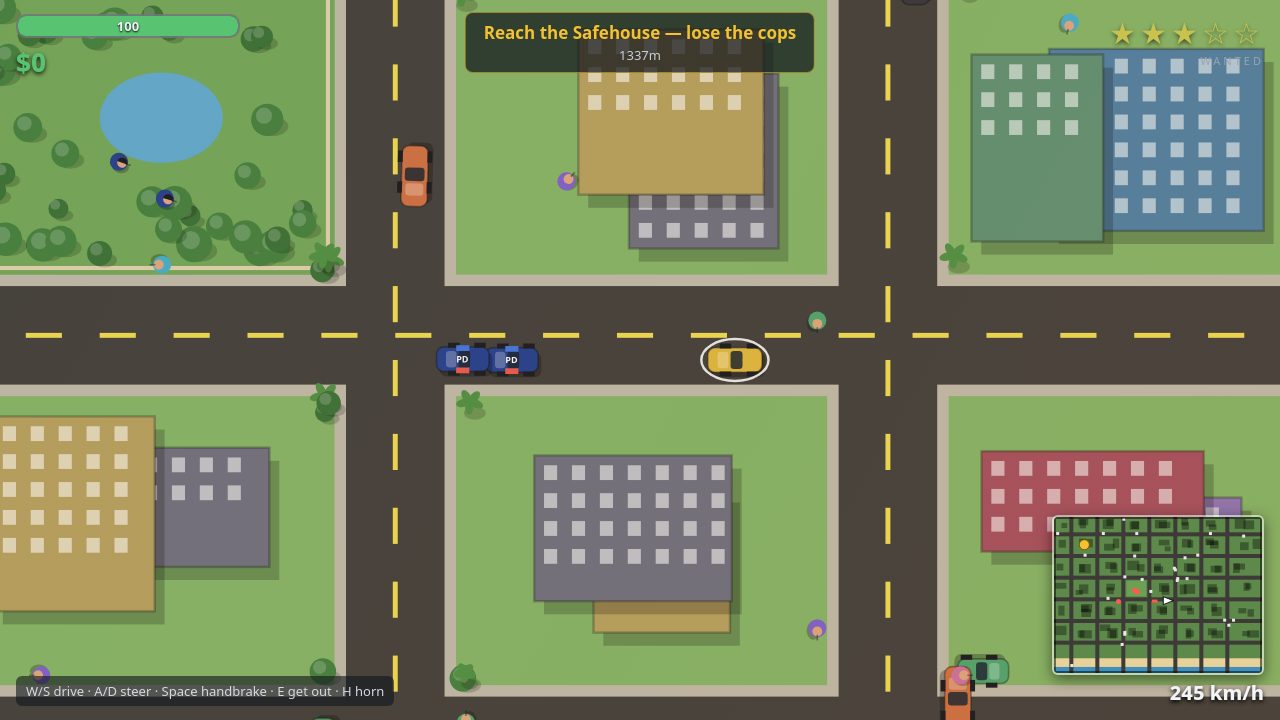 100
$0
Reach the Safehouse — lose the cops
1337m
★★★☆☆
WANTED
PD
PD
W/S drive · A/D steer · Space handbrake · E get out · H horn
245 km/h